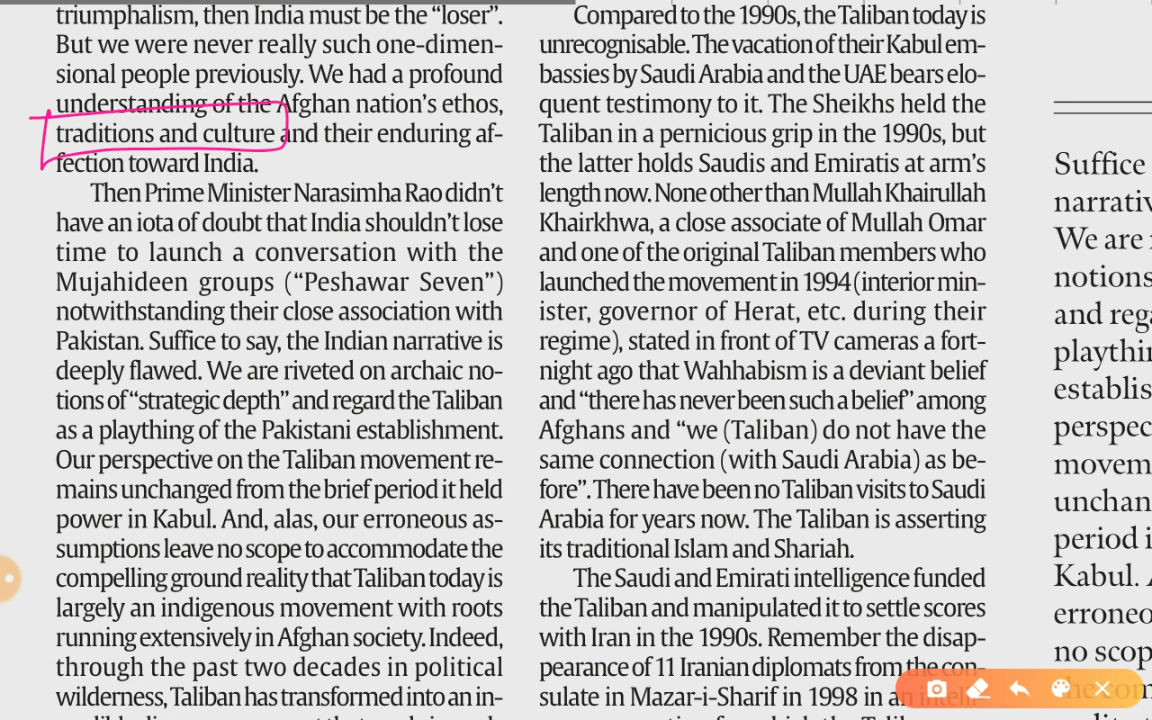 triumphalism, then India must be the “loser”.
But we were never really such one-dimen-
sional people previously. We had a profound
understanding of the Afghan nation’s ethos,
traditions and culture and their enduring af-
fection toward India.
Then Prime Minister Narasimha Rao didn’t
have an iota of doubt that India shouldn’t lose
time to launch a conversation with the
Mujahideen groups (“Peshawar Seven”)
notwithstanding their close association with
Pakistan. Suffice to say, the Indian narrative is
deeply flawed. We are riveted on archaic no-
tions of “strategic depth” and regard the Taliban
as a plaything of the Pakistani establishment.
Our perspective on the Taliban movement re-
mains unchanged from the brief period it held
power in Kabul. And, alas, our erroneous as-
sumptions leave no scope to accommodate the
compelling ground reality that Taliban today is
largely an indigenous movement with roots
running extensively in Afghan society. Indeed,
through the past two decades in political
wilderness, Taliban has transformed into an in-
Compared to the 1990s, the Taliban today is
unrecognisable. The vacation of their Kabul em-
bassies by Saudi Arabia and the UAE bears elo-
quent testimony to it. The Sheikhs held the
Taliban in a pernicious grip in the 1990s, but
the latter holds Saudis and Emiratis at arm’s
length now. None other than Mullah Khairullah
Khairkhwa, a close associate of Mullah Omar
and one of the original Taliban members who
launched the movement in 1994 (interior min-
ister, governor of Herat, etc. during their
regime), stated in front of TV cameras a fort-
night ago that Wahhabism is a deviant belief
and “there has never been such a belief” among
Afghans and “we (Taliban) do not have the
same connection (with Saudi Arabia) as be-
fore”. There have been no Taliban visits to Saudi
Arabia for years now. The Taliban is asserting
its traditional Islam and Shariah.
The Saudi and Emirati intelligence funded
the Taliban and manipulated it to settle scores
with Iran in the 1990s. Remember the disap-
pearance of 11 Iranian diplomats from the con-
sulate in Mazar-i-Sharif in 1998 in an intelli-
Suffice
narrativ
We are
notions
and rega
playthin
establis
perspec
movem
unchan
period i
Kabul. A
erroneo
no scop